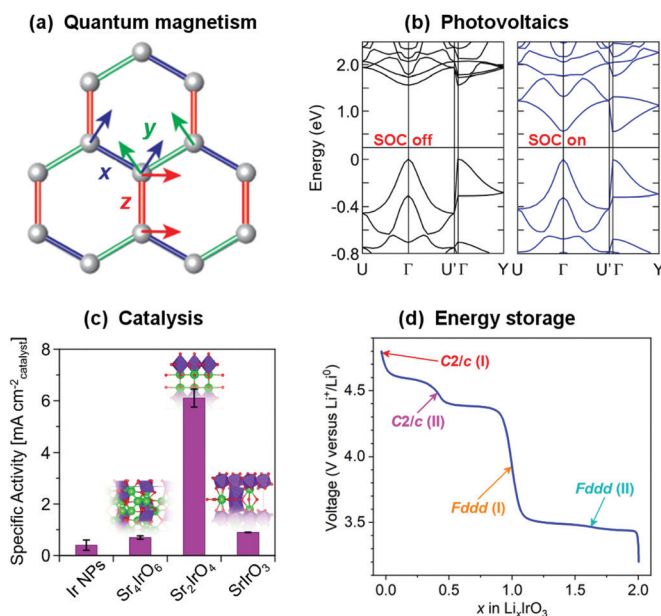 (a) Quantum magnetism
y
x
z
(b) Photovoltaics
Energy (eV)
2.0
1.0
0
-0.4
-0.8
SOC off
SOC on
U Γ U' Γ Y U Γ U' Γ Y
(c) Catalysis
Specific Activity [mA cm⁻²catalyst]
8
6
4
2
0
Ir NPs
Sr₄IrO₆
Sr₂IrO₄
SrIrO₃
(d) Energy storage
Voltage (V versus Li⁺/Li⁰)
4.5
4.0
3.5
C2/c (I)
C2/c (II)
Fddd (I)
Fddd (II)
0.0 0.5 1.0 1.5 2.0
x in LiₓIrO₃